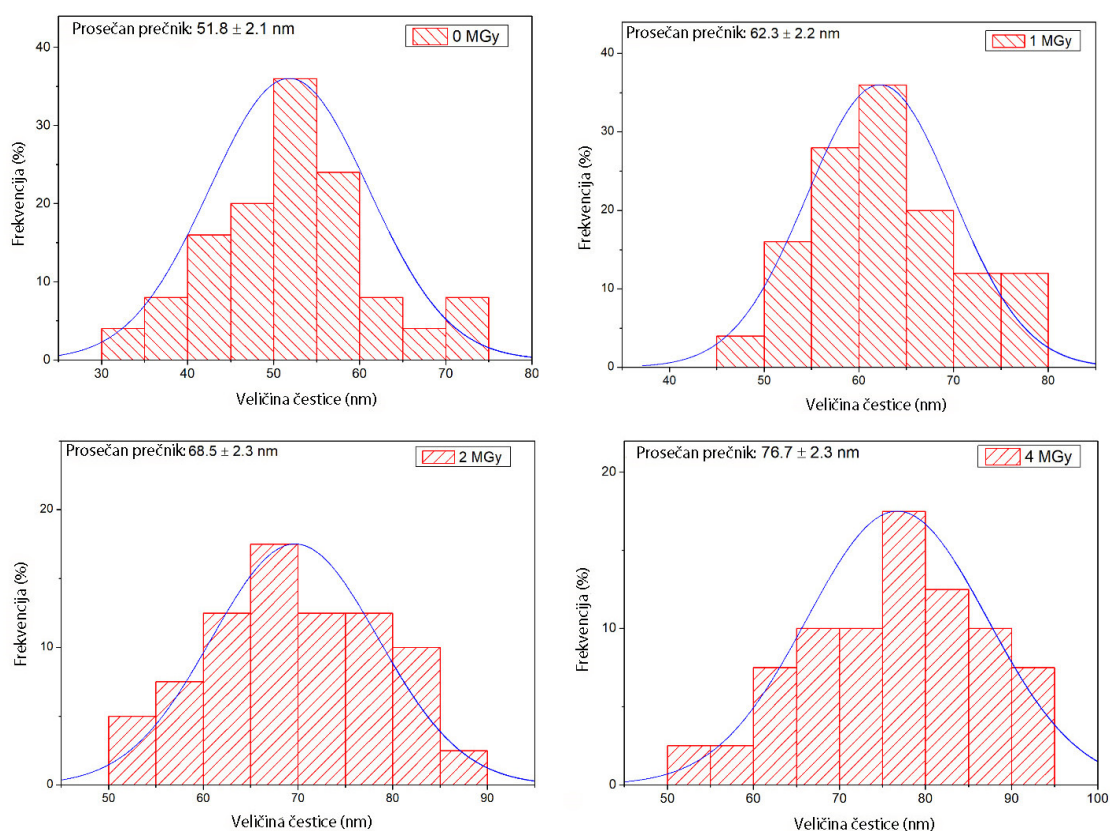 Prosečan prečnik: 51.8 ± 2.1 nm
0 MGy
40
30
20
10
0
Frekvencija (%)
30 40 50 60 70 80
Veličina čestice (nm)
Prosečan prečnik: 62.3 ± 2.2 nm
1 MGy
40
30
20
10
0
Frekvencija (%)
40 50 60 70 80
Veličina čestice (nm)
Prosečan prečnik: 68.5 ± 2.3 nm
2 MGy
20
10
0
Frekvencija (%)
50 60 70 80 90
Veličina čestice (nm)
Prosečan prečnik: 76.7 ± 2.3 nm
4 MGy
20
10
0
Frekvencija (%)
50 60 70 80 90 100
Veličina čestice (nm)